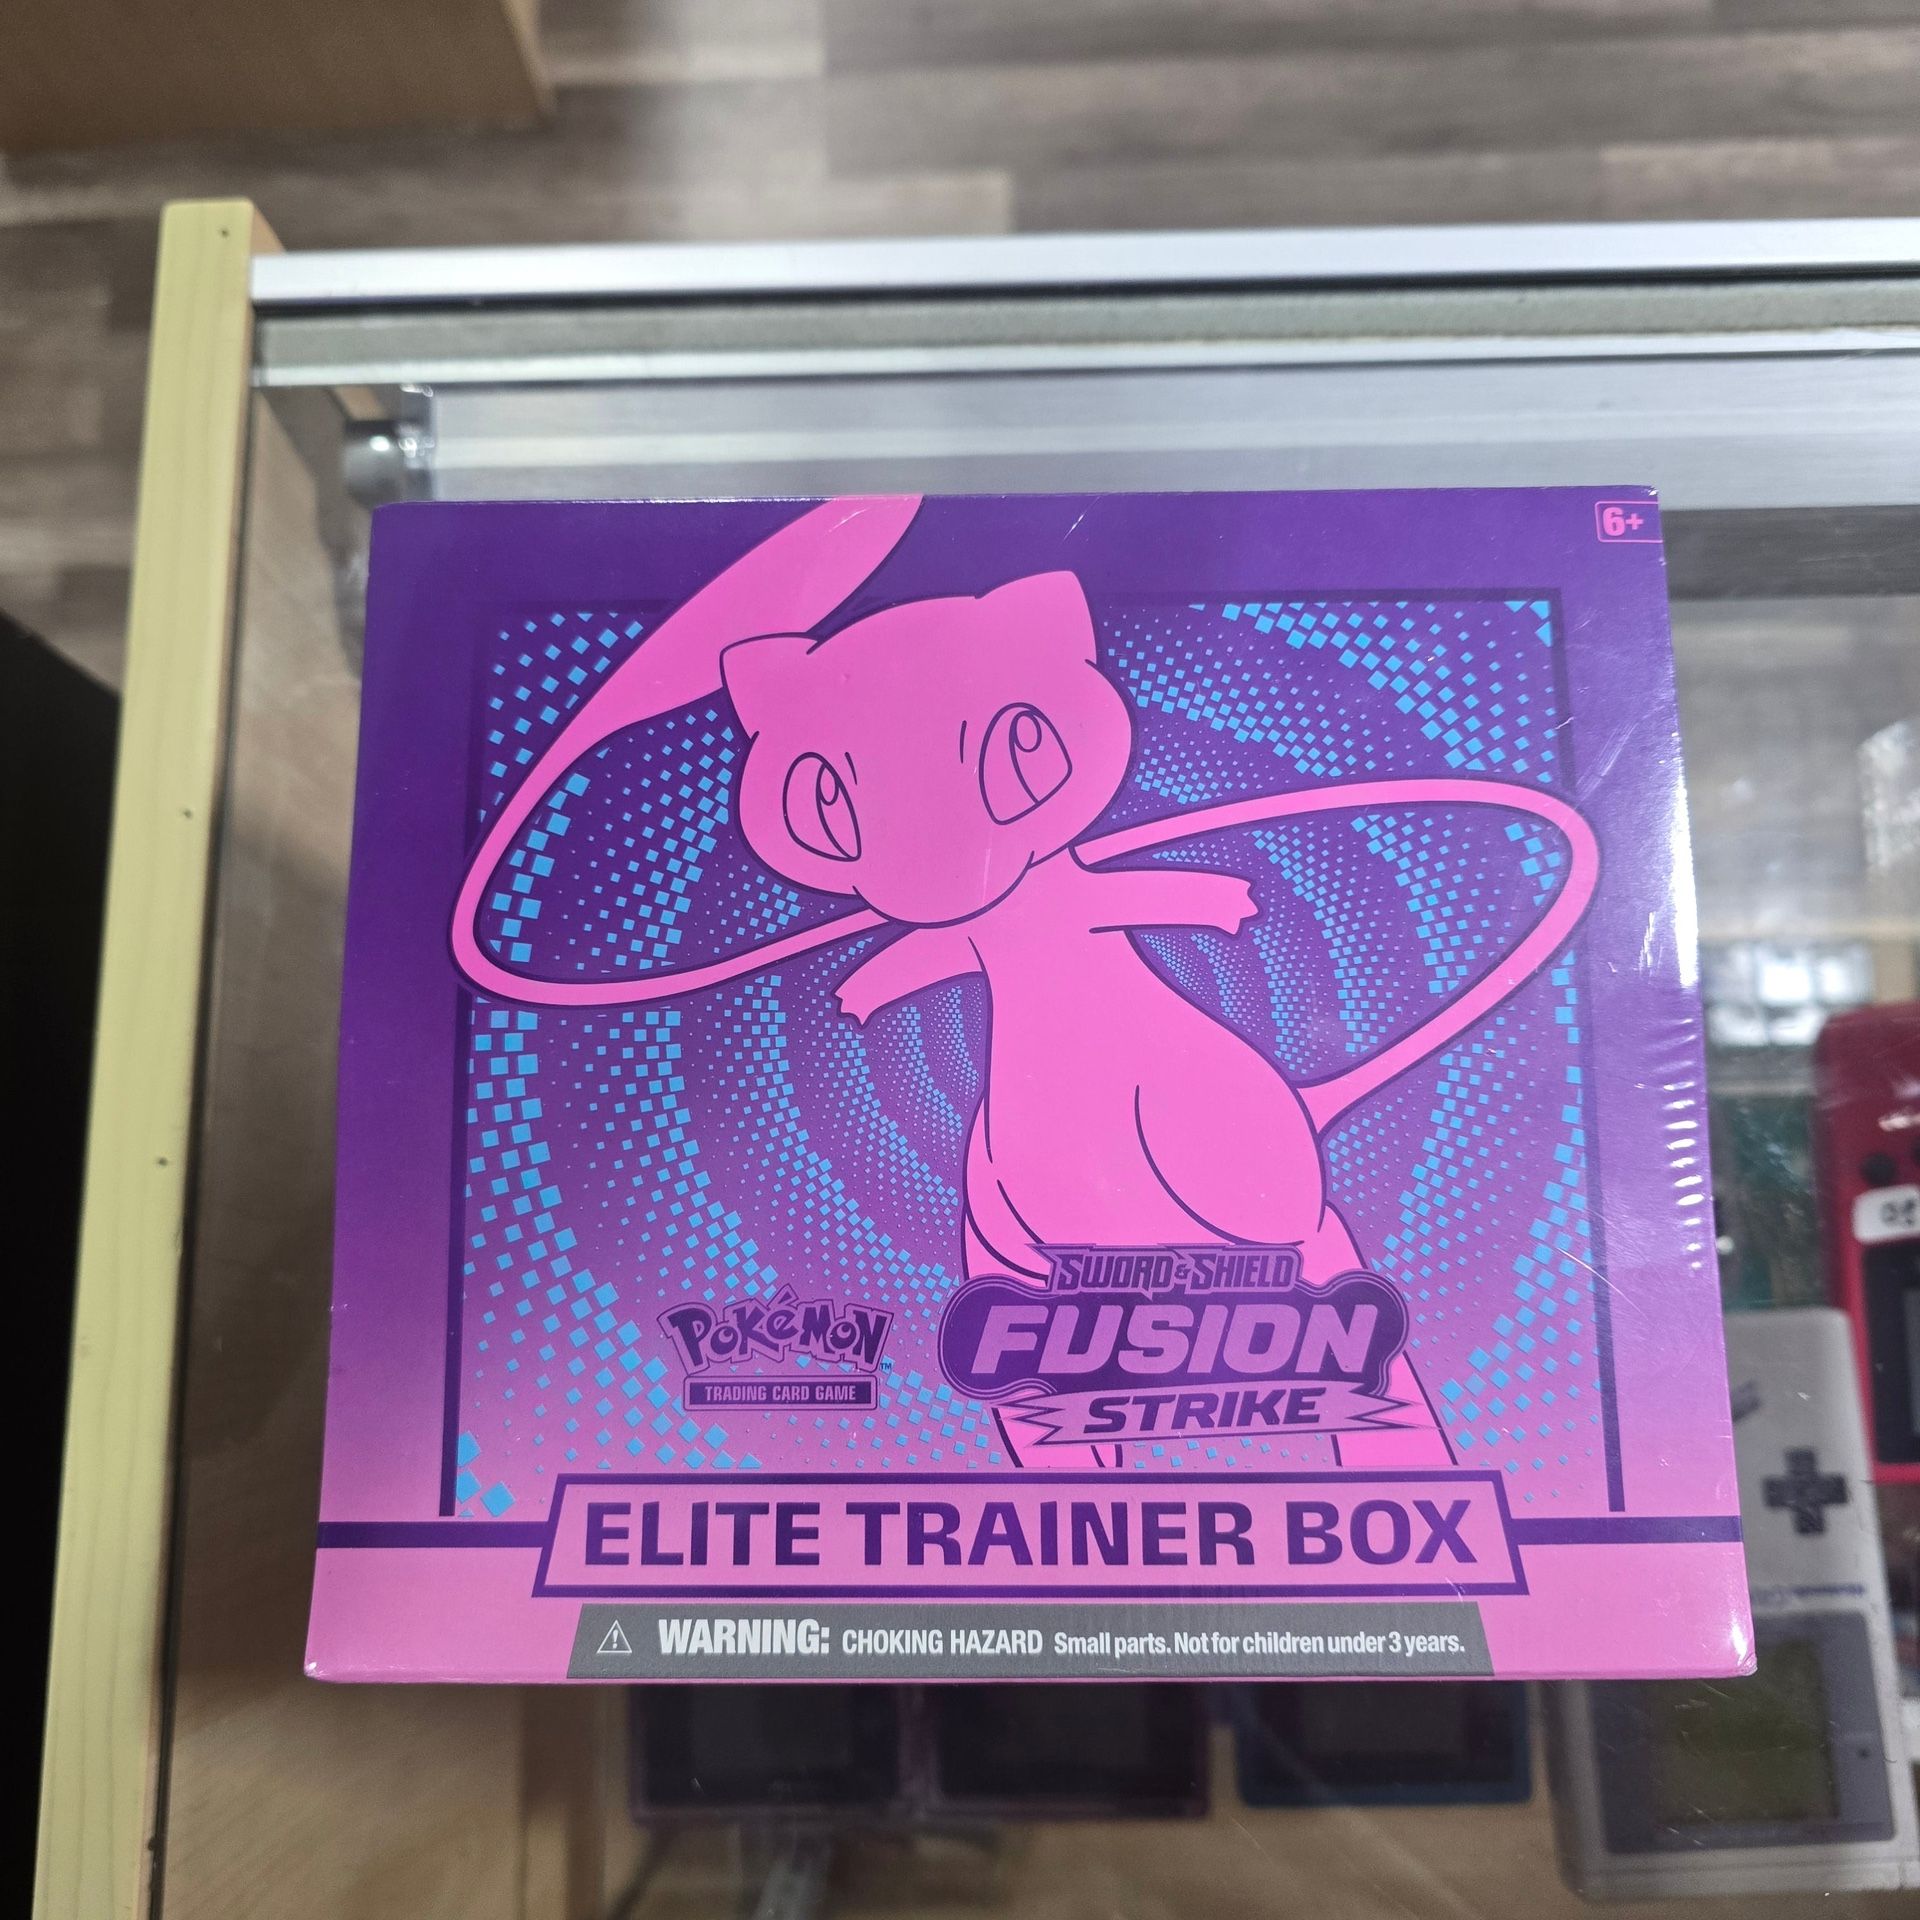 6+
SWORD & SHIELD
FUSION
STRIKE
POKéMON
TM
TRADING CARD GAME
ELITE TRAINER BOX
WARNING: CHOKING HAZARD Small parts. Not for children under 3 years.